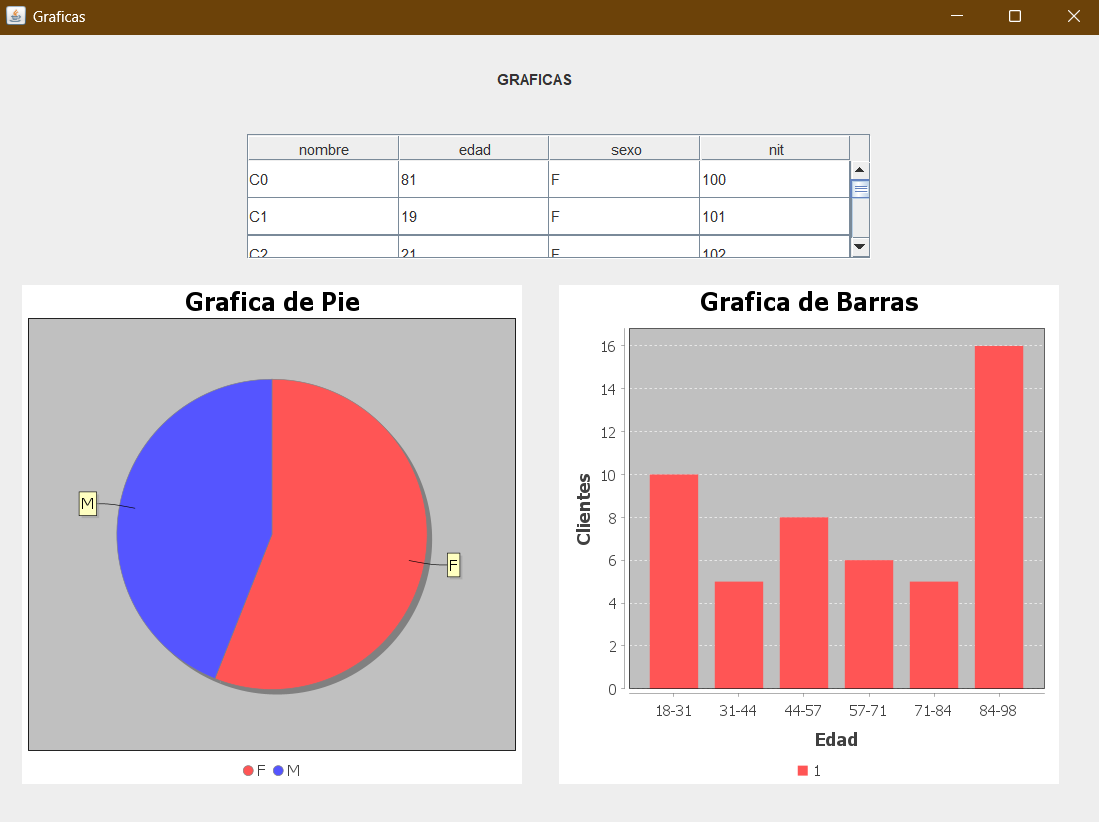 Graficas
GRAFICAS
nombre edad sexo nit
C0 81 F 100
C1 19 F 101
C2 21 F 102
Grafica de Pie
M
F
F M
Grafica de Barras
Clientes
16
14
12
10
8
6
4
2
0
18-31 31-44 44-57 57-71 71-84 84-98
Edad
1